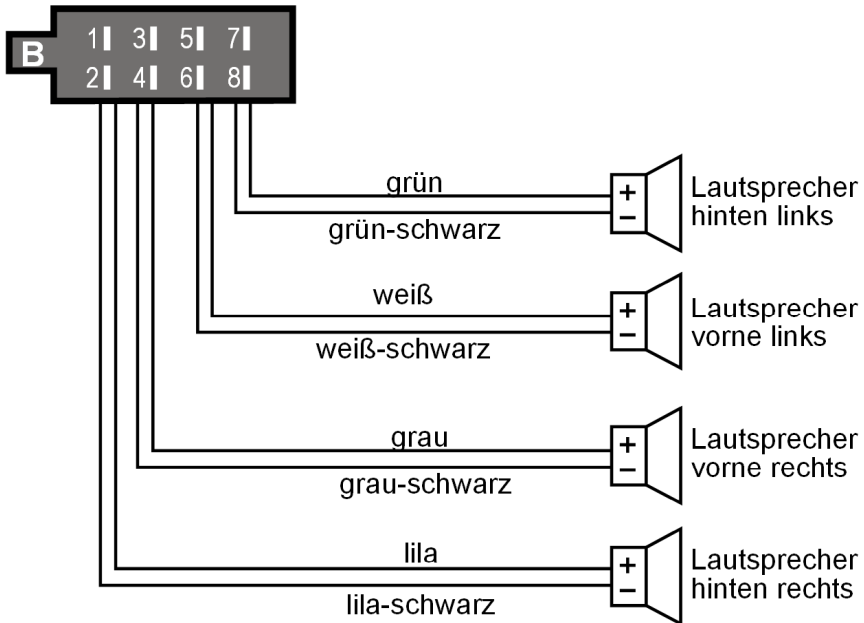 B
1 3 5 7
2 4 6 8
grün
grün-schwarz
+
−
Lautsprecher
hinten links
weiß
weiß-schwarz
+
−
Lautsprecher
vorne links
grau
grau-schwarz
+
−
Lautsprecher
vorne rechts
lila
lila-schwarz
+
−
Lautsprecher
hinten rechts